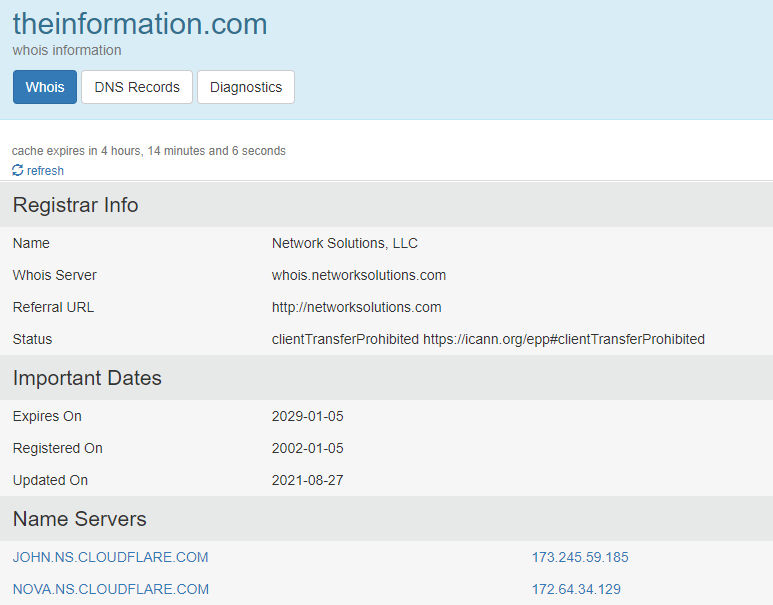 theinformation.com
whois information
Whois DNS Records Diagnostics
cache expires in 4 hours, 14 minutes and 6 seconds
refresh
Registrar Info
Name Network Solutions, LLC
Whois Server whois.networksolutions.com
Referral URL http://networksolutions.com
Status clientTransferProhibited https://icann.org/epp#clientTransferProhibited
Important Dates
Expires On 2029-01-05
Registered On 2002-01-05
Updated On 2021-08-27
Name Servers
JOHN.NS.CLOUDFLARE.COM 173.245.59.185
NOVA.NS.CLOUDFLARE.COM 172.64.34.129